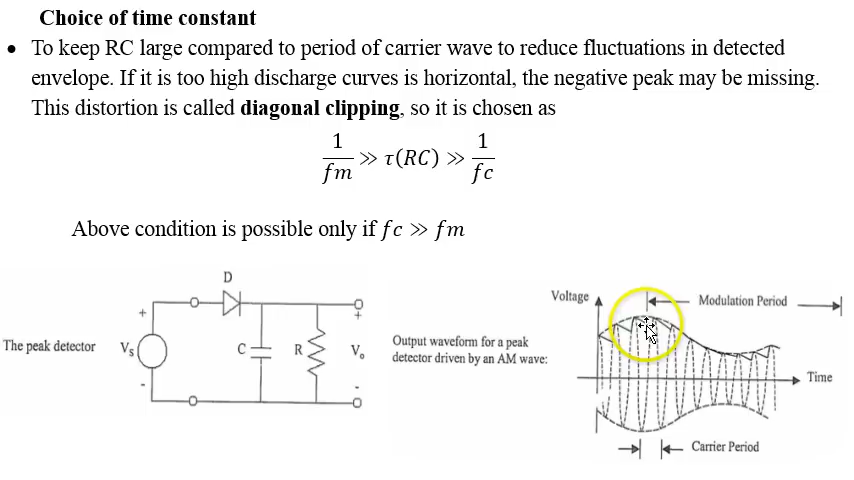 Choice of time constant
• To keep RC large compared to period of carrier wave to reduce fluctuations in detected
envelope. If it is too high discharge curves is horizontal, the negative peak may be missing.
This distortion is called diagonal clipping, so it is chosen as
1/fm ≫ τ(RC) ≫ 1/fc
Above condition is possible only if fc ≫ fm
The peak detector
+
Vs
-
D
C
R
+
Vo
-
Output waveform for a peak
detector driven by an AM wave:
Voltage
Modulation Period
Time
Carrier Period